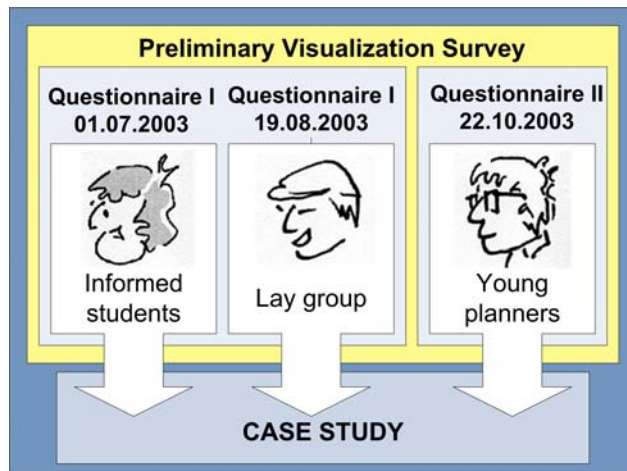 Preliminary Visualization Survey
Questionnaire I
01.07.2003
Informed
students
Questionnaire I
19.08.2003
Lay group
Questionnaire II
22.10.2003
Young
planners
CASE STUDY